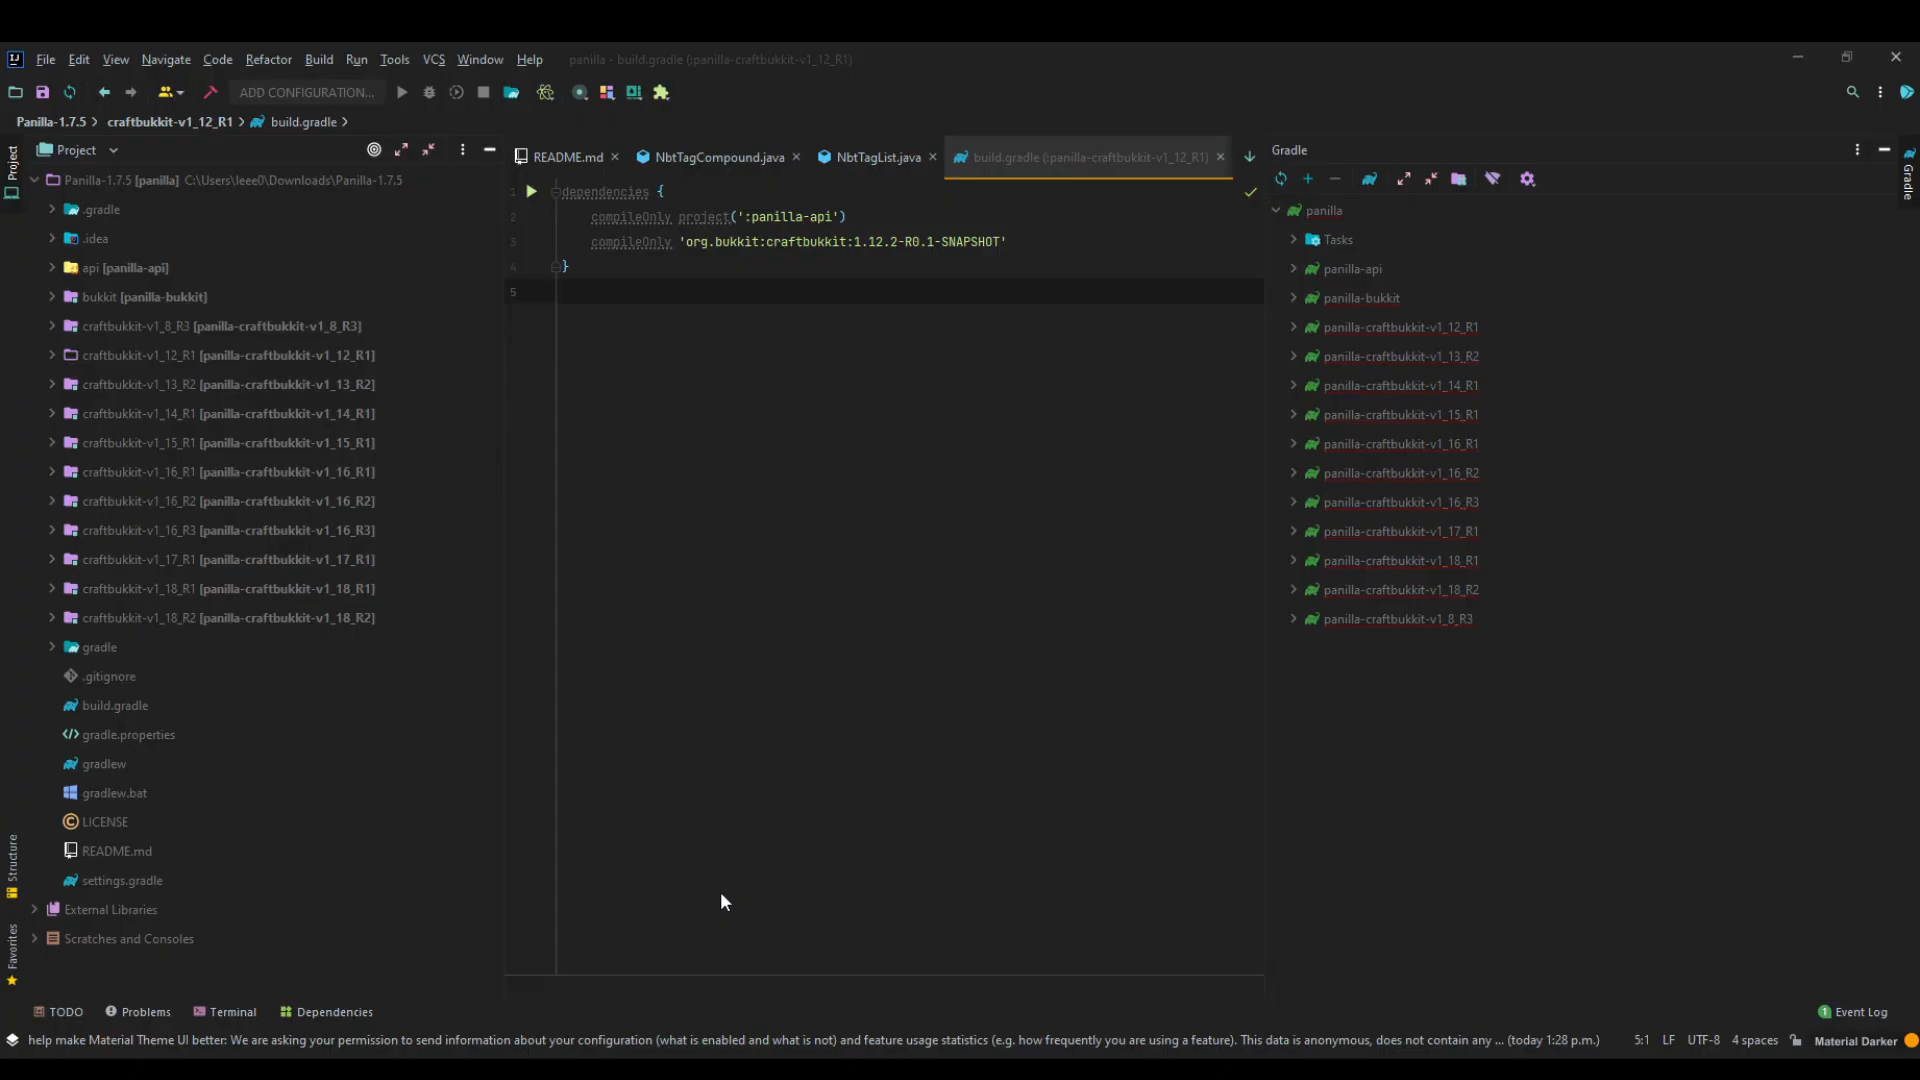 File Edit View Navigate Code Refactor Build Run Tools VCS Window Help panilla - build.gradle (:panilla-craftbukkit-v1_12_R1)
ADD CONFIGURATION...
Panilla-1.7.5 craftbukkit-v1_12_R1 build.gradle
Project
Project
Panilla-1.7.5 [panilla] C:\Users\leee0\Downloads\Panilla-1.7.5
.gradle
.idea
api [panilla-api]
bukkit [panilla-bukkit]
craftbukkit-v1_8_R3 [panilla-craftbukkit-v1_8_R3]
craftbukkit-v1_12_R1 [panilla-craftbukkit-v1_12_R1]
craftbukkit-v1_13_R2 [panilla-craftbukkit-v1_13_R2]
craftbukkit-v1_14_R1 [panilla-craftbukkit-v1_14_R1]
craftbukkit-v1_15_R1 [panilla-craftbukkit-v1_15_R1]
craftbukkit-v1_16_R1 [panilla-craftbukkit-v1_16_R1]
craftbukkit-v1_16_R2 [panilla-craftbukkit-v1_16_R2]
craftbukkit-v1_16_R3 [panilla-craftbukkit-v1_16_R3]
craftbukkit-v1_17_R1 [panilla-craftbukkit-v1_17_R1]
craftbukkit-v1_18_R1 [panilla-craftbukkit-v1_18_R1]
craftbukkit-v1_18_R2 [panilla-craftbukkit-v1_18_R2]
gradle
.gitignore
build.gradle
gradle.properties
gradlew
gradlew.bat
LICENSE
README.md
settings.gradle
External Libraries
Scratches and Consoles
Structure
Favorites
README.md NbtTagCompound.java NbtTagList.java build.gradle (:panilla-craftbukkit-v1_12_R1)
1 dependencies {
2 compileOnly project(':panilla-api')
3 compileOnly 'org.bukkit:craftbukkit:1.12.2-R0.1-SNAPSHOT'
4 }
5
Gradle
Gradle
panilla
Tasks
panilla-api
panilla-bukkit
panilla-craftbukkit-v1_12_R1
panilla-craftbukkit-v1_13_R2
panilla-craftbukkit-v1_14_R1
panilla-craftbukkit-v1_15_R1
panilla-craftbukkit-v1_16_R1
panilla-craftbukkit-v1_16_R2
panilla-craftbukkit-v1_16_R3
panilla-craftbukkit-v1_17_R1
panilla-craftbukkit-v1_18_R1
panilla-craftbukkit-v1_18_R2
panilla-craftbukkit-v1_8_R3
TODO Problems Terminal Dependencies 1 Event Log
help make Material Theme UI better: We are asking your permission to send information about your configuration (what is enabled and what is not) and feature usage statistics (e.g. how frequently you are using a feature). This data is anonymous, does not contain any ... (today 1:28 p.m.) 5:1 LF UTF-8 4 spaces Material Darker